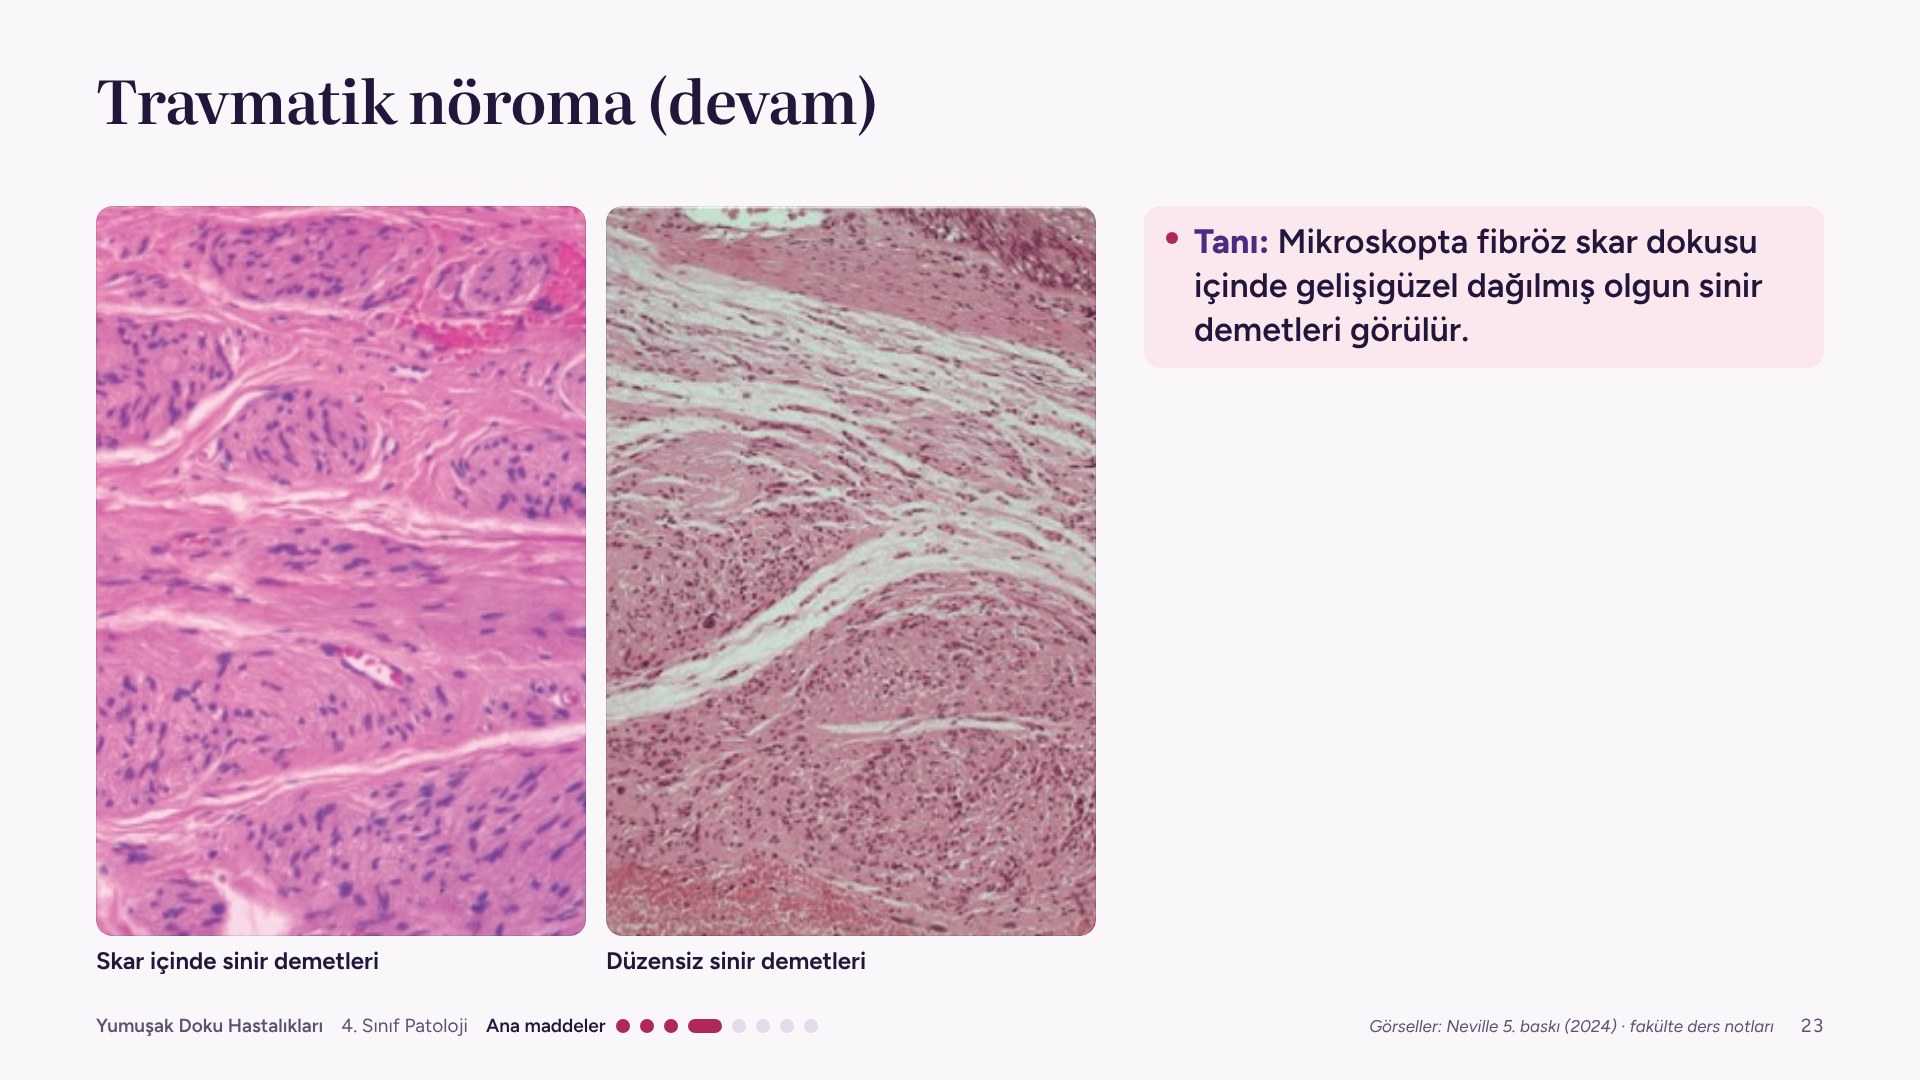 Travmatik nöroma (devam)
Tanı: Mikroskopta fibröz skar dokusu
içinde gelişigüzel dağılmış olgun sinir
demetleri görülür.
Skar içinde sinir demetleri
Düzensiz sinir demetleri
Yumuşak Doku Hastalıkları 4. Sınıf Patoloji Ana maddeler
Görseller: Neville 5. baskı (2024) · fakülte ders notları 23